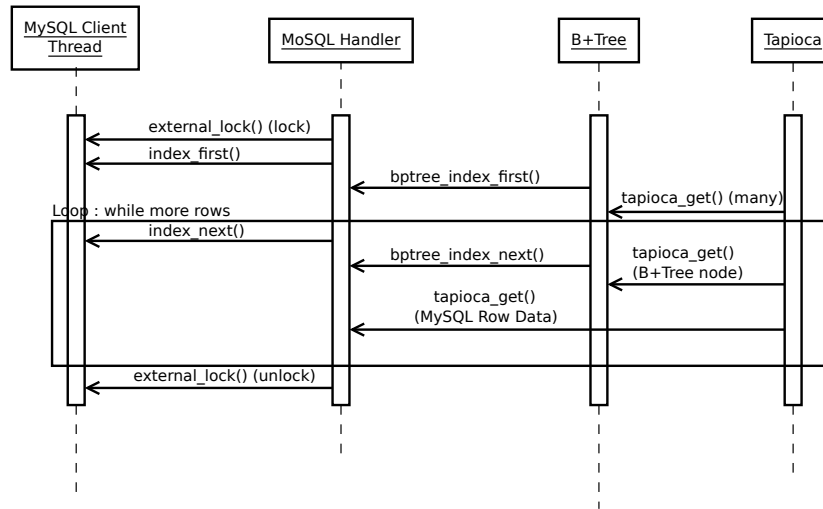 MySQL Client
Thread
MoSQL Handler
B+Tree
Tapioca
external_lock() (lock)
index_first()
bptree_index_first()
tapioca_get() (many)
Loop : while more rows
index_next()
bptree_index_next()
tapioca_get()
(B+Tree node)
tapioca_get()
(MySQL Row Data)
external_lock() (unlock)